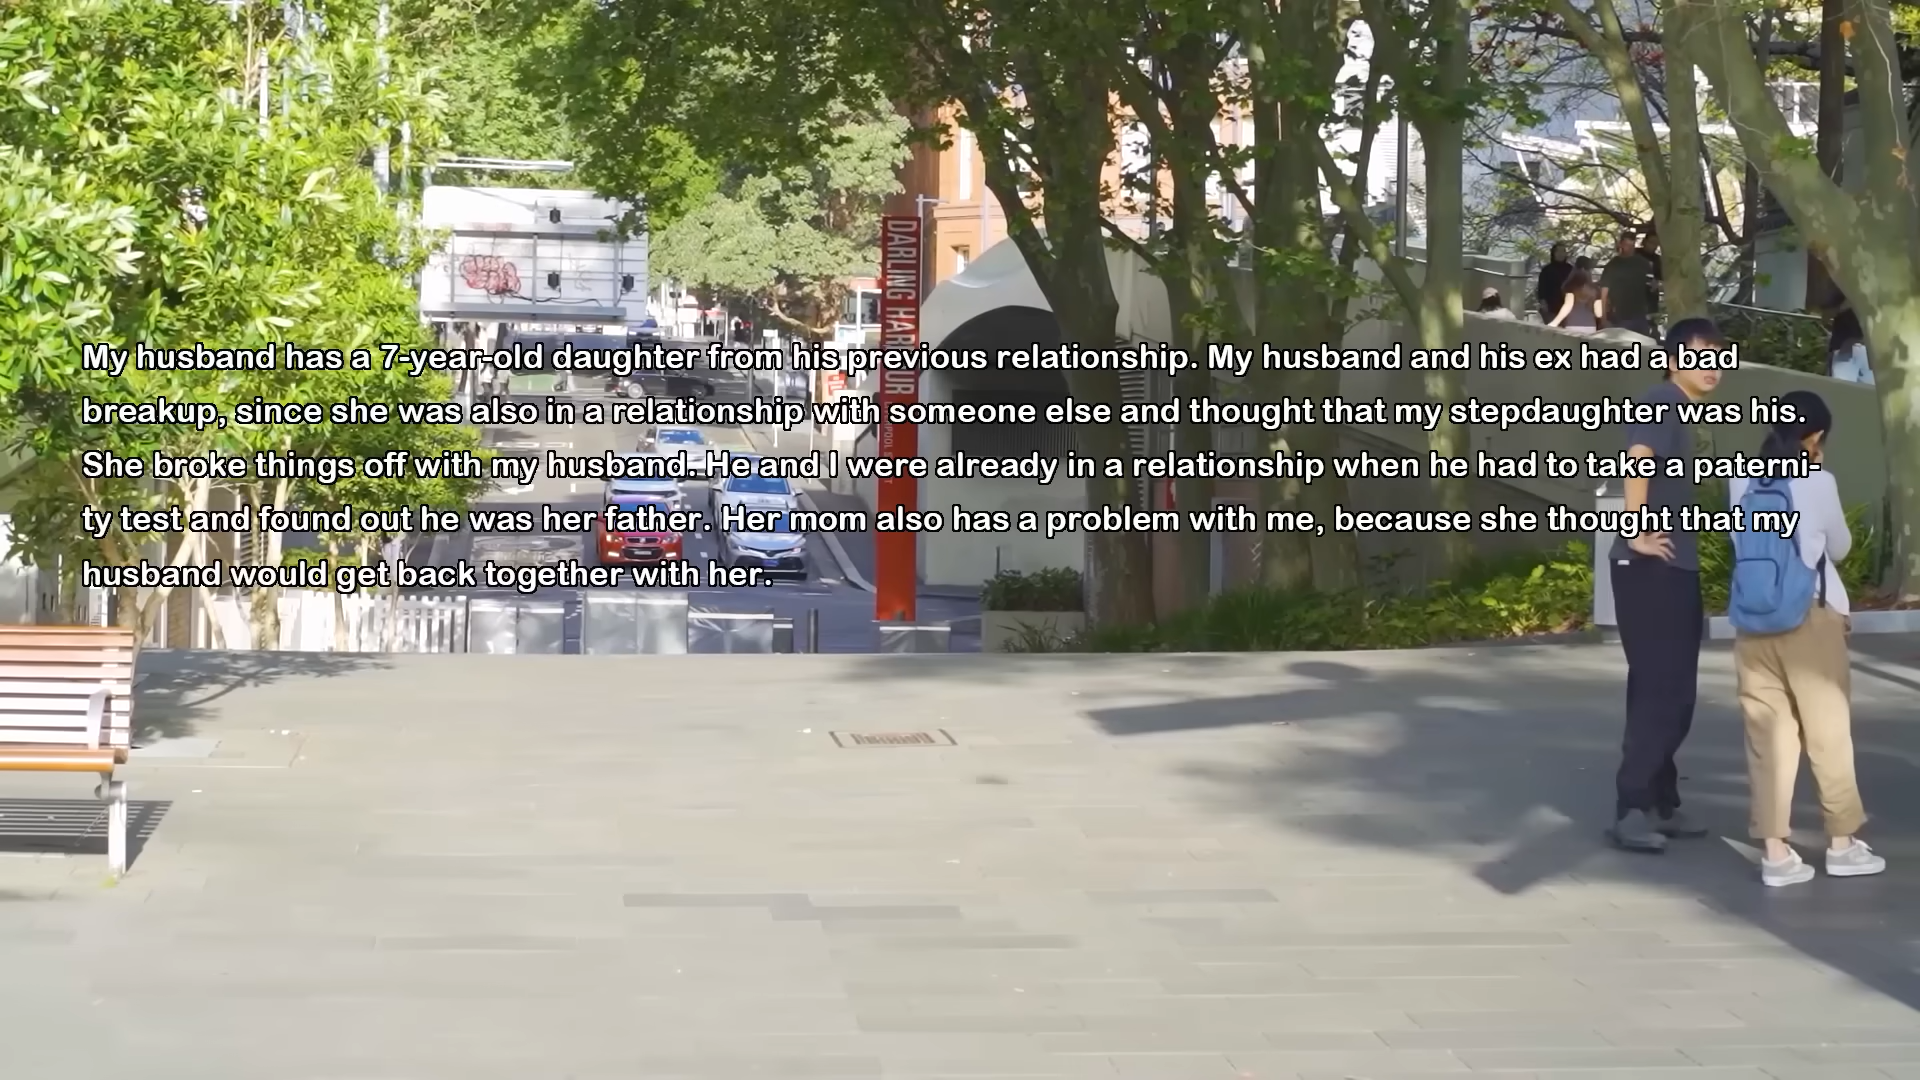 DARLING HARBOUR
My husband has a 7-year-old daughter from his previous relationship. My husband and his ex had a bad
breakup, since she was also in a relationship with someone else and thought that my stepdaughter was his.
She broke things off with my husband. He and I were already in a relationship when he had to take a paterni-
ty test and found out he was her father. Her mom also has a problem with me, because she thought that my
husband would get back together with her.